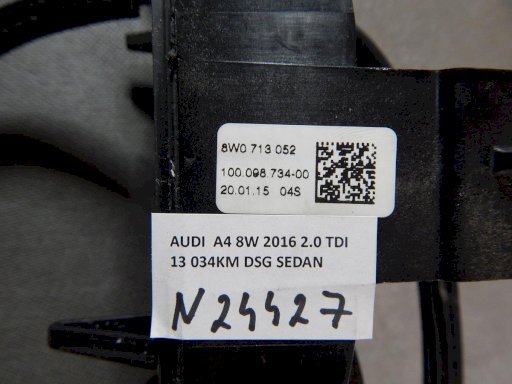 8W0 713 052
100.098.734-00
20.01.15 04S
AUDI A4 8W 2016 2.0 TDI
13 034KM DSG SEDAN
N24427